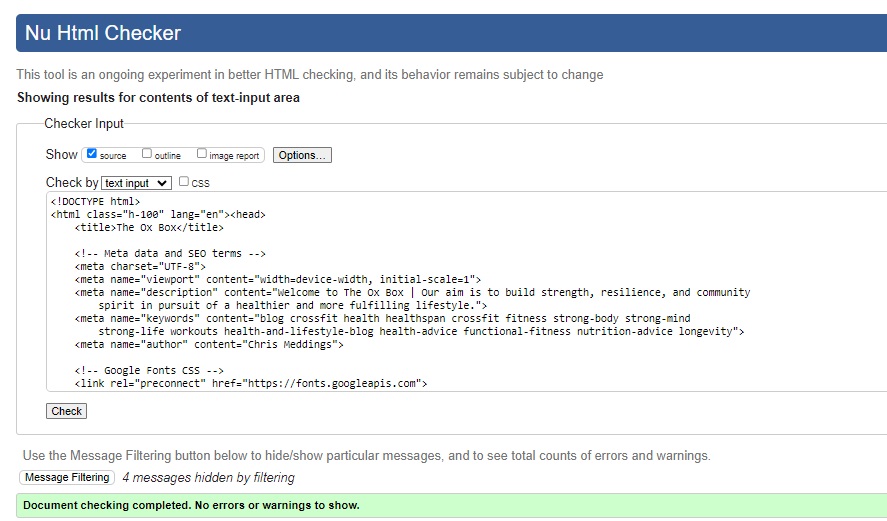 Nu Html Checker
This tool is an ongoing experiment in better HTML checking, and its behavior remains subject to change
Showing results for contents of text-input area
Checker Input
Show source outline image report Options...
Check by text input css
<!DOCTYPE html>
<html class="h-100" lang="en"><head>
<title>The Ox Box</title>
<!-- Meta data and SEO terms -->
<meta charset="UTF-8">
<meta name="viewport" content="width=device-width, initial-scale=1">
<meta name="description" content="Welcome to The Ox Box | Our aim is to build strength, resilience, and community
spirit in pursuit of a healthier and more fulfilling lifestyle.">
<meta name="keywords" content="blog crossfit health healthspan crossfit fitness strong-body strong-mind
strong-life workouts health-and-lifestyle-blog health-advice functional-fitness nutrition-advice longevity">
<meta name="author" content="Chris Meddings">
<!-- Google Fonts CSS -->
<link rel="preconnect" href="https://fonts.googleapis.com">
Check
Use the Message Filtering button below to hide/show particular messages, and to see total counts of errors and warnings.
Message Filtering 4 messages hidden by filtering
Document checking completed. No errors or warnings to show.